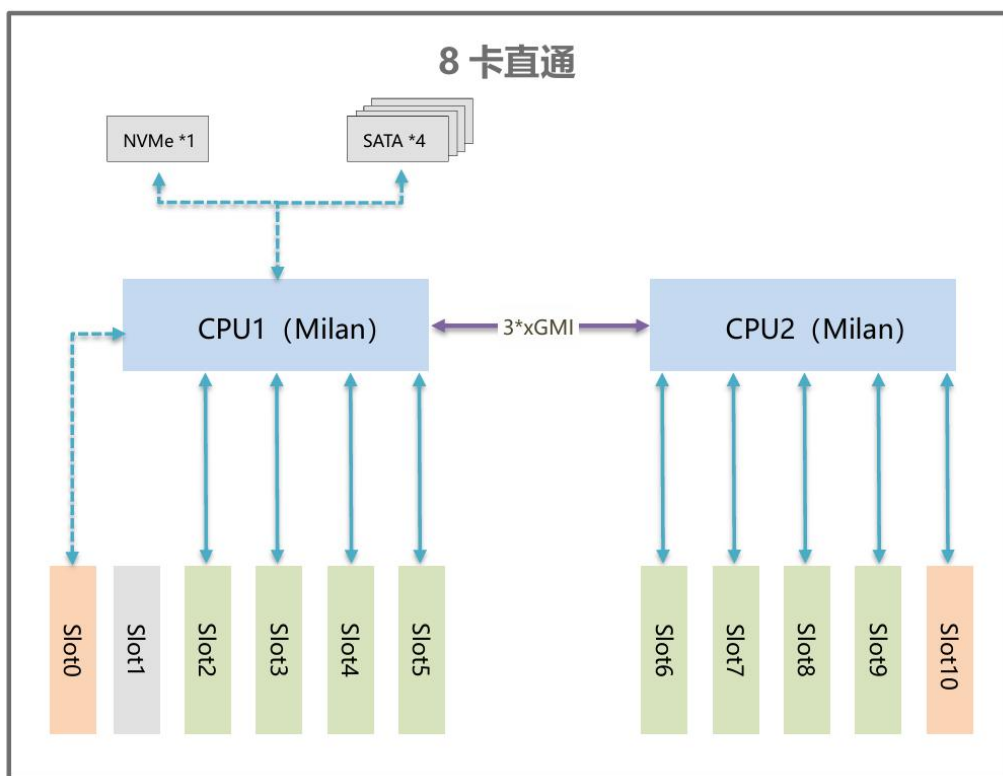 8 卡直通
NVMe *1
SATA *4
CPU1（Milan）
3*xGMI
CPU2（Milan）
Slot0
Slot1
Slot2
Slot3
Slot4
Slot5
Slot6
Slot7
Slot8
Slot9
Slot10